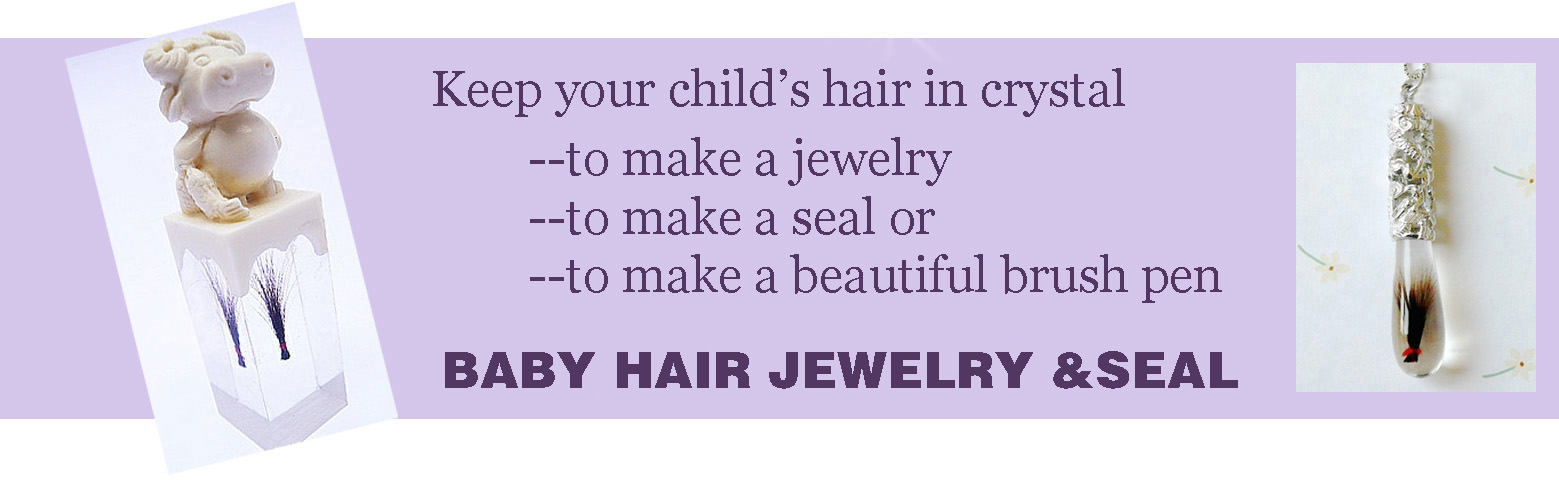 Keep your child's hair in crystal
--to make a jewelry
--to make a seal or
--to make a beautiful brush pen
BABY HAIR JEWELRY &SEAL